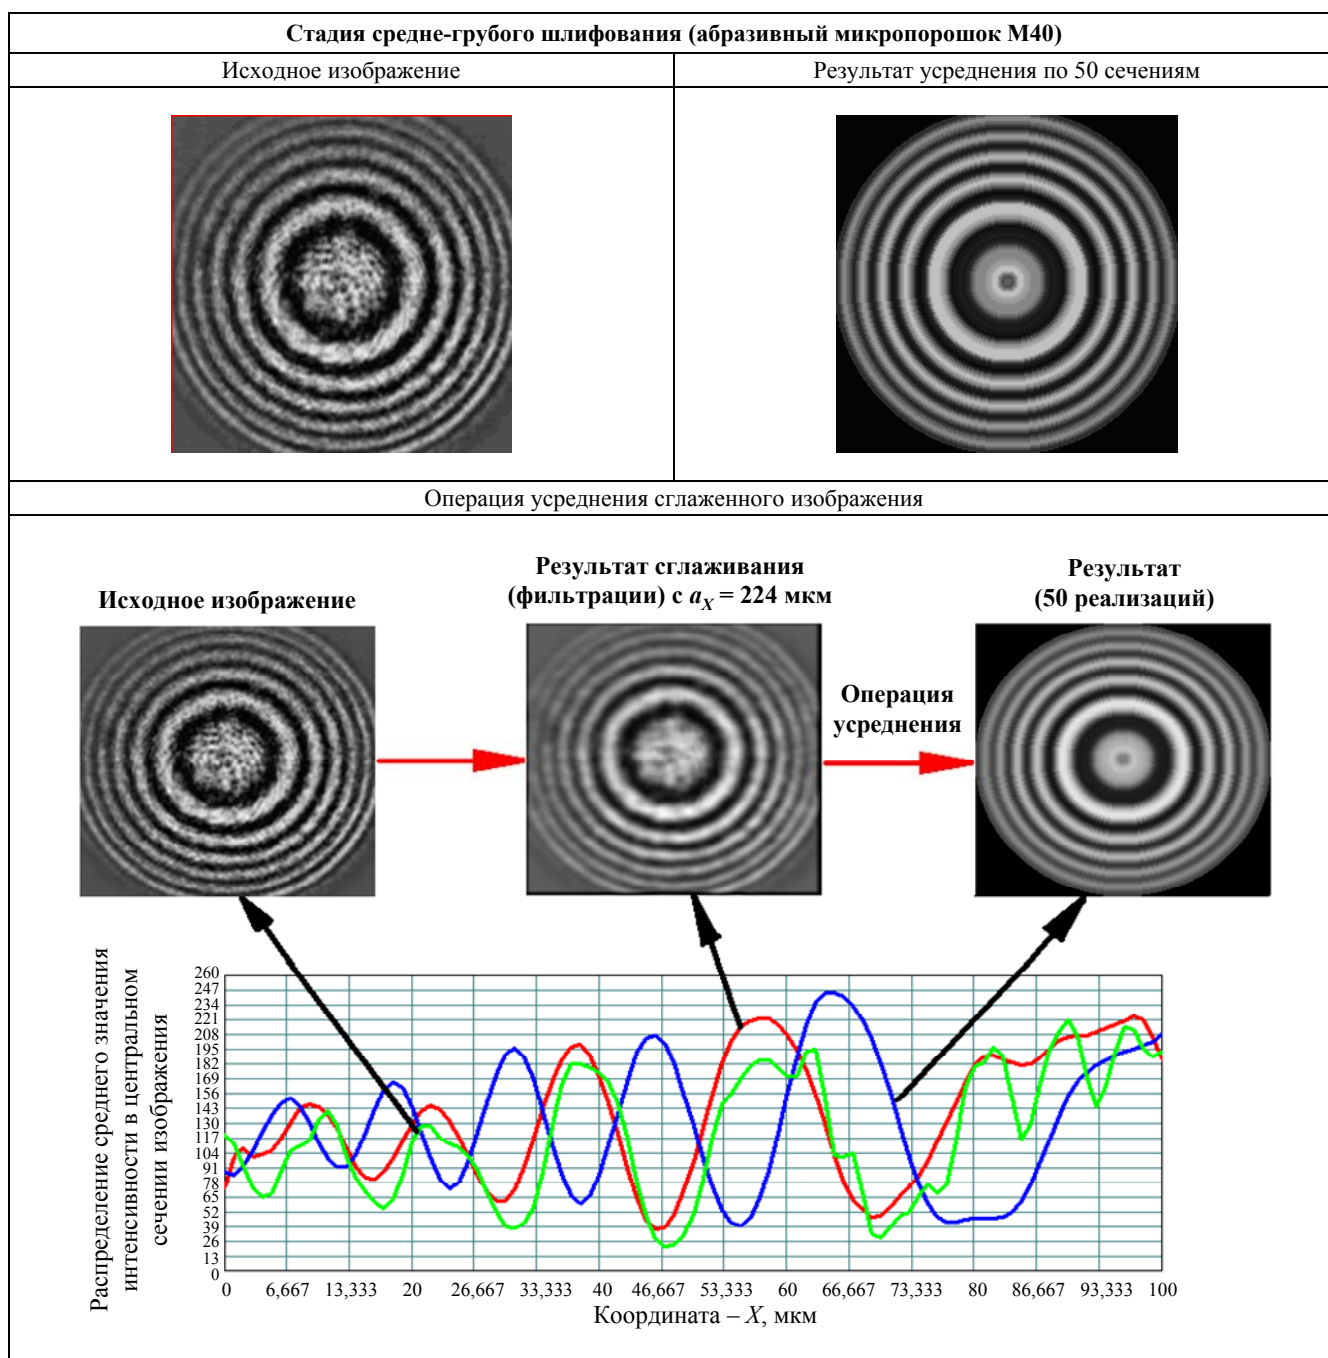 Стадия средне-грубого шлифования (абразивный микропорошок М40)
Исходное изображение
Результат усреднения по 50 сечениям
Операция усреднения сглаженного изображения
Исходное изображение
Результат сглаживания
(фильтрации) с aX = 224 мкм
Результат
(50 реализаций)
Операция
усреднения
Распределение среднего значения
интенсивности в центральном
сечении изображения
260
247
234
221
208
195
182
169
156
143
130
117
104
91
78
65
52
39
26
13
0
0 6,667 13,333 20 26,667 33,333 40 46,667 53,333 60 66,667 73,333 80 86,667 93,333 100
Координата – X, мкм